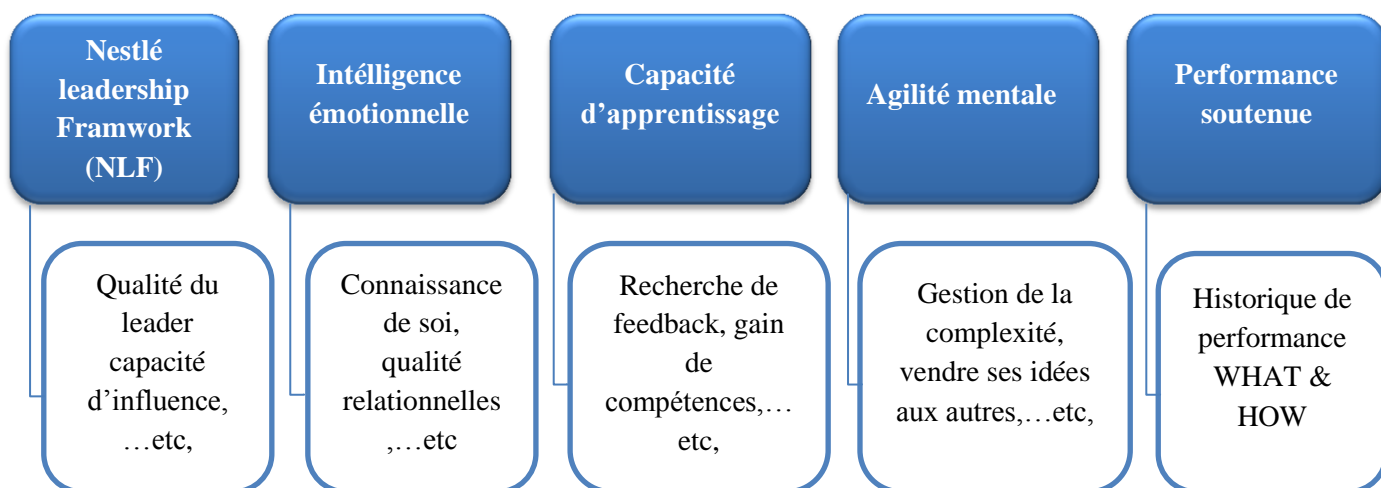 Nestlé
leadership
Framwork
(NLF)
Intélligence
émotionnelle
Capacité
d’apprentissage
Agilité mentale
Performance
soutenue
Qualité du
leader
capacité
d’influence,
…etc,
Connaissance
de soi,
qualité
relationnelles
,…etc
Recherche de
feedback, gain
de
compétences,…
etc,
Gestion de la
complexité,
vendre ses idées
aux autres,…etc,
Historique de
performance
WHAT &
HOW